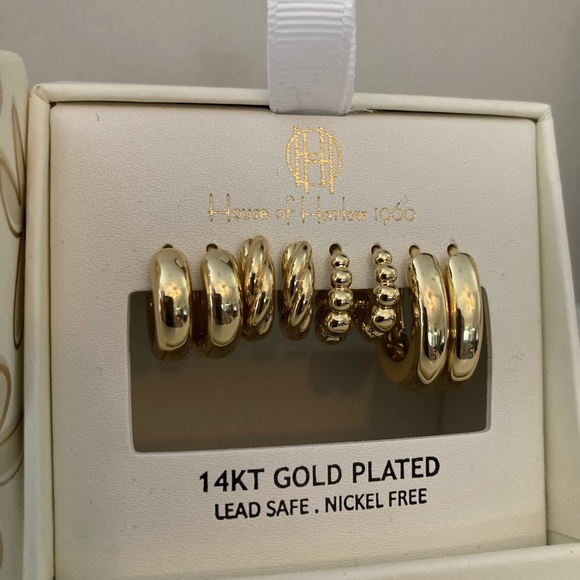 House of Harlow 1960
14KT GOLD PLATED
LEAD SAFE . NICKEL FREE